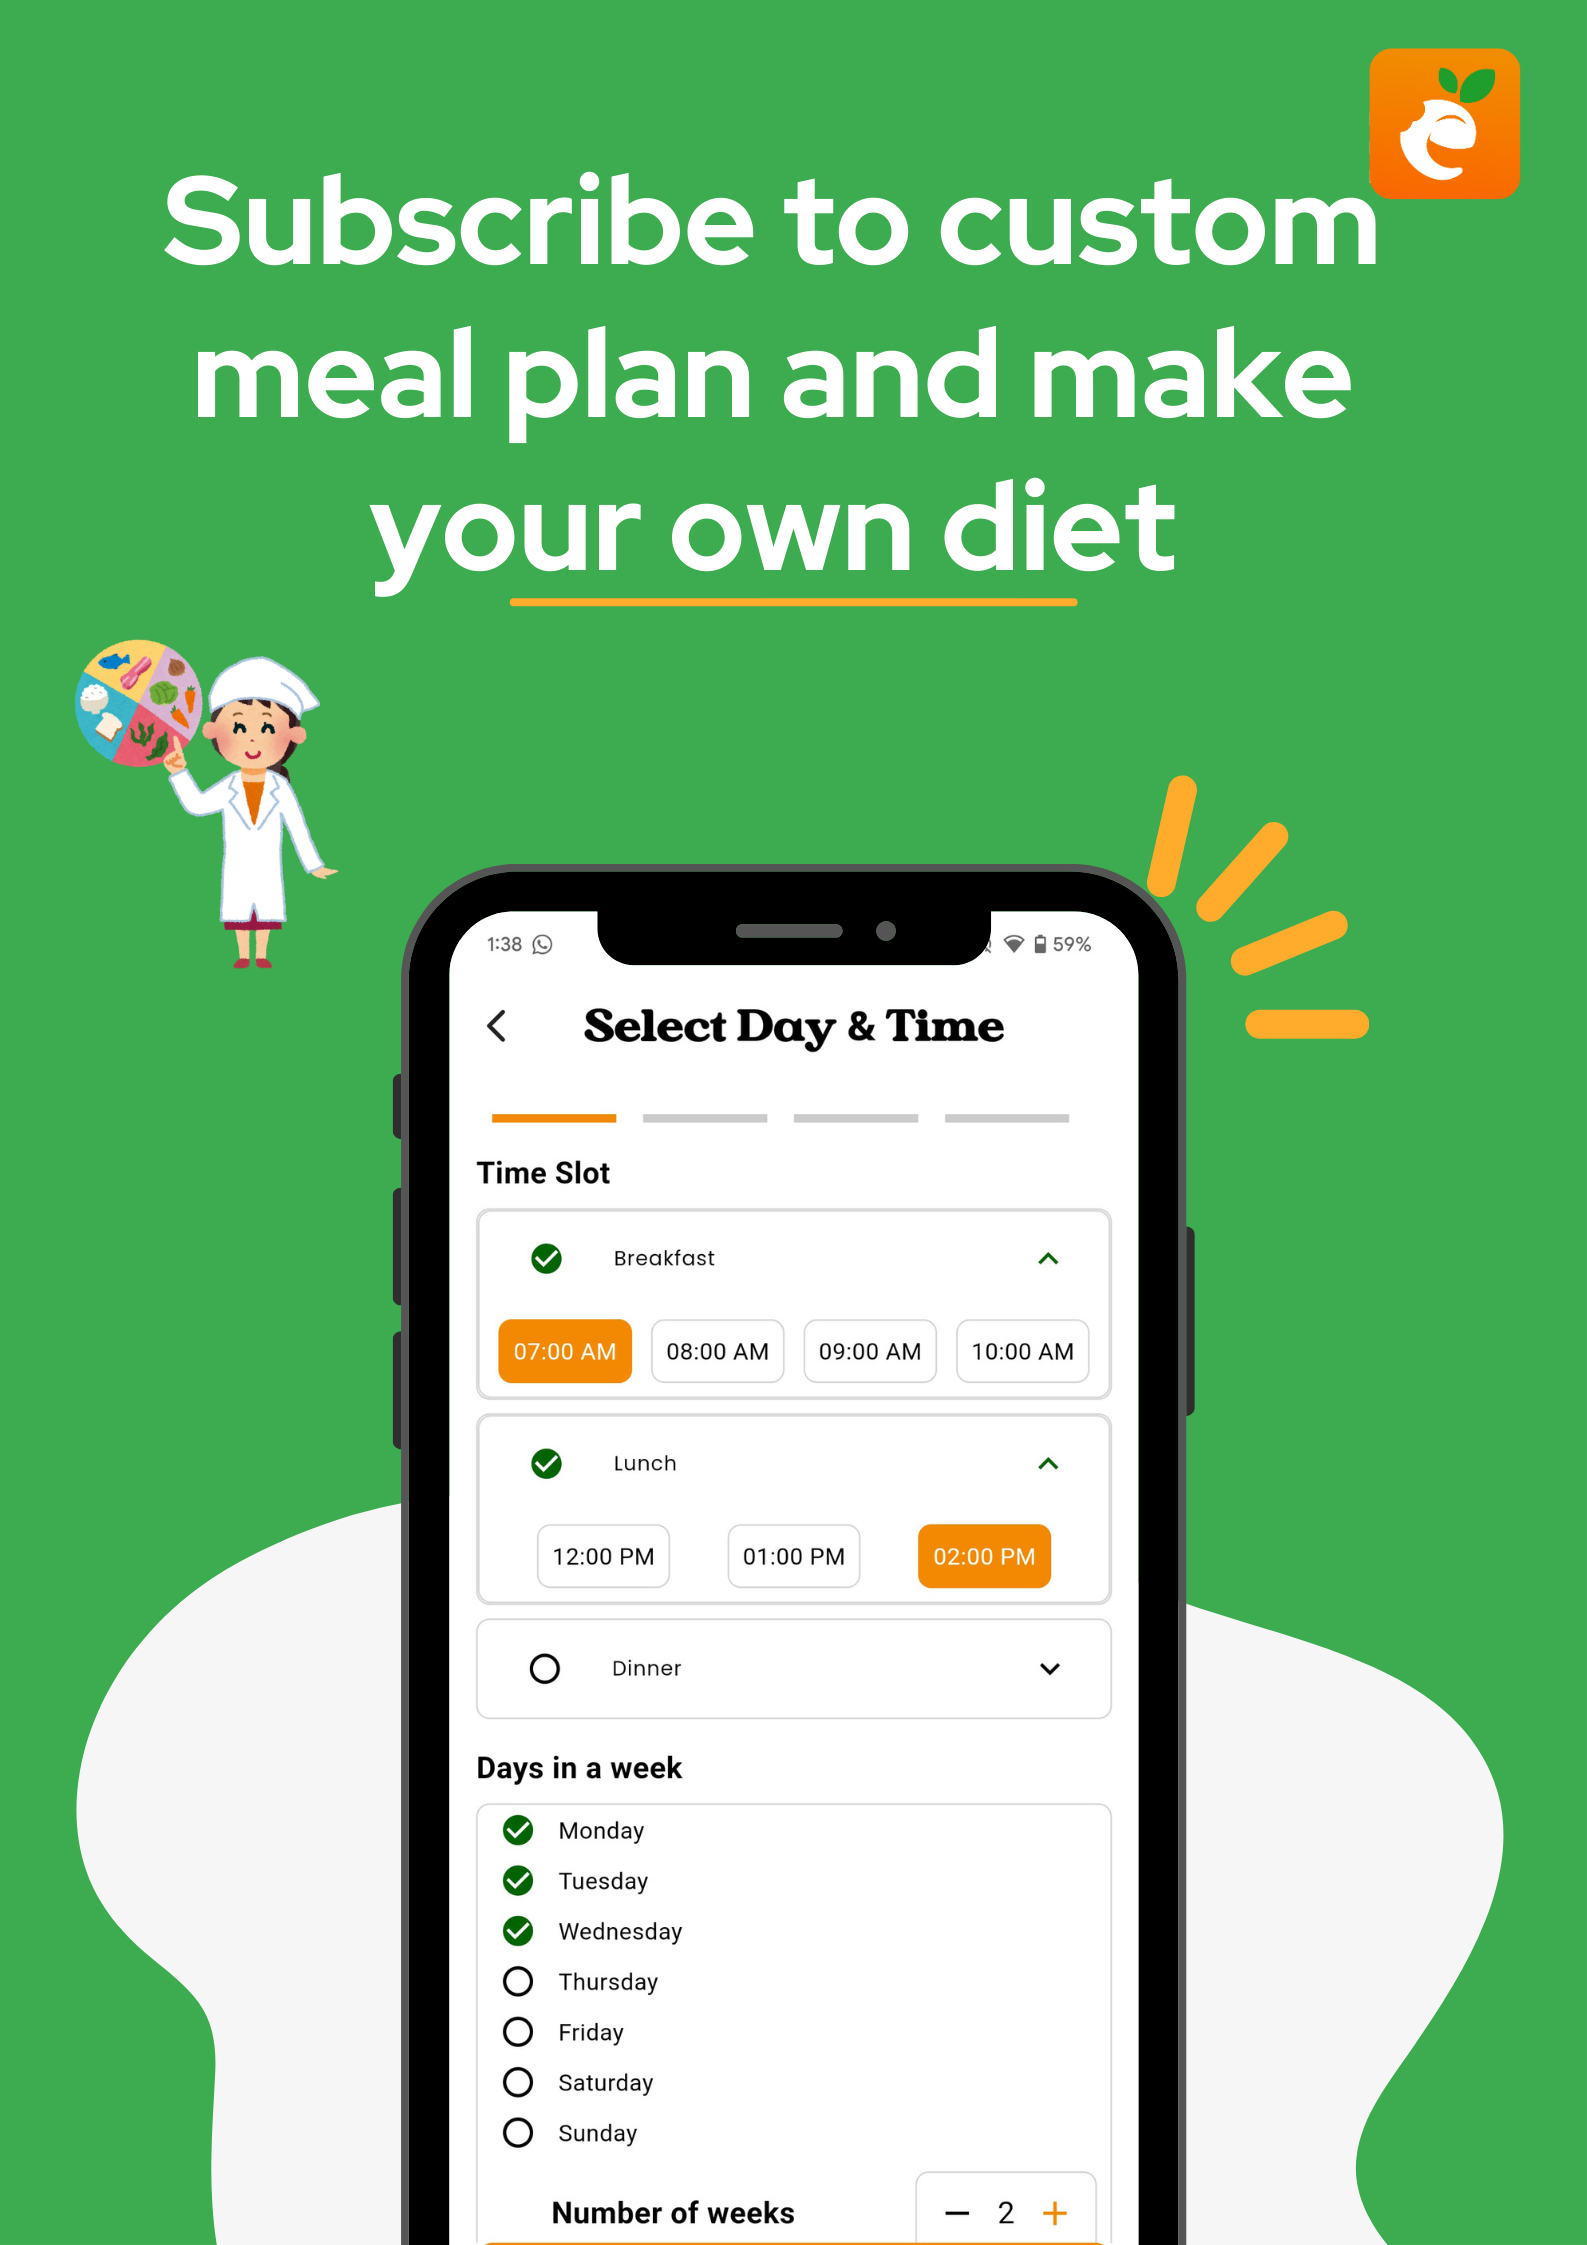 Subscribe to custom
meal plan and make
your own diet
1:38 59%
Select Day & Time
Time Slot
Breakfast
07:00 AM 08:00 AM 09:00 AM 10:00 AM
Lunch
12:00 PM 01:00 PM 02:00 PM
Dinner
Days in a week
Monday
Tuesday
Wednesday
Thursday
Friday
Saturday
Sunday
Number of weeks − 2 +